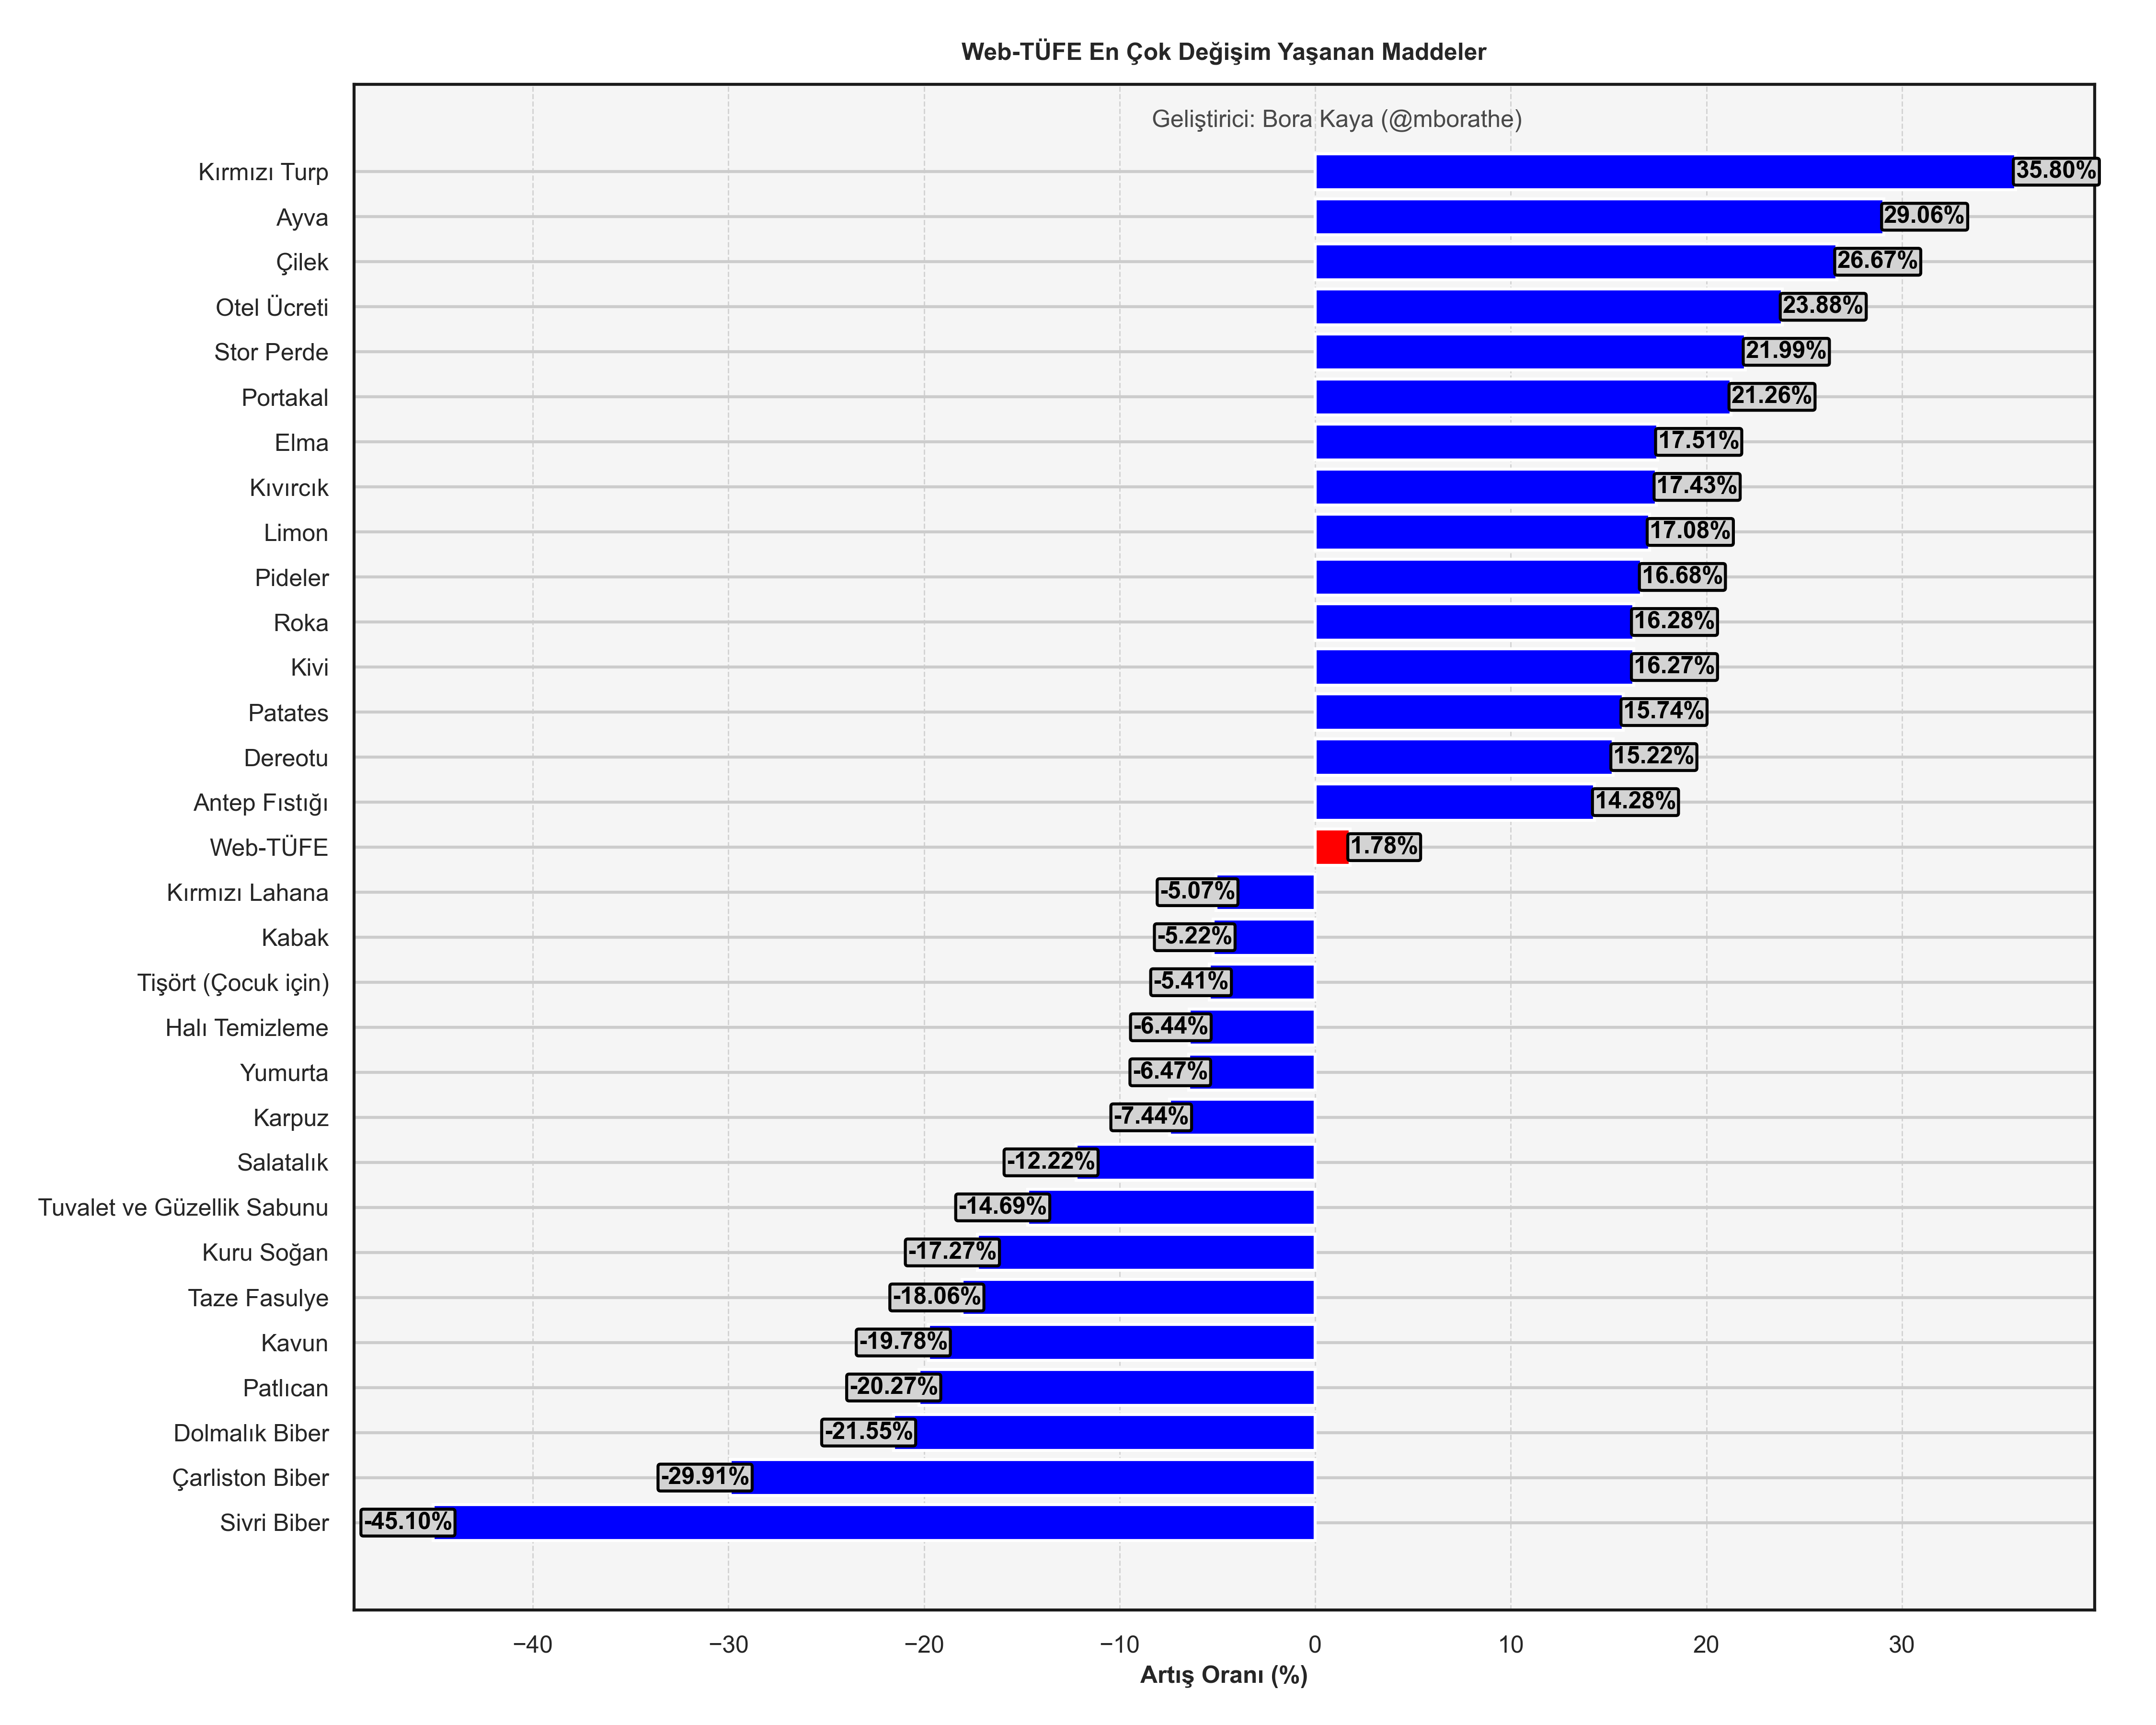 Web-TÜFE En Çok Değişim Yaşanan Maddeler
Geliştirici: Bora Kaya (@mborathe)
Kırmızı Turp 35.80%
Ayva 29.06%
Çilek 26.67%
Otel Ücreti 23.88%
Stor Perde 21.99%
Portakal 21.26%
Elma 17.51%
Kıvırcık 17.43%
Limon 17.08%
Pideler 16.68%
Roka 16.28%
Kivi 16.27%
Patates 15.74%
Dereotu 15.22%
Antep Fıstığı 14.28%
Web-TÜFE 1.78%
Kırmızı Lahana -5.07%
Kabak -5.22%
Tişört (Çocuk için) -5.41%
Halı Temizleme -6.44%
Yumurta -6.47%
Karpuz -7.44%
Salatalık -12.22%
Tuvalet ve Güzellik Sabunu -14.69%
Kuru Soğan -17.27%
Taze Fasulye -18.06%
Kavun -19.78%
Patlıcan -20.27%
Dolmalık Biber -21.55%
Çarliston Biber -29.91%
Sivri Biber -45.10%
−40 −30 −20 −10 0 10 20 30
Artış Oranı (%)